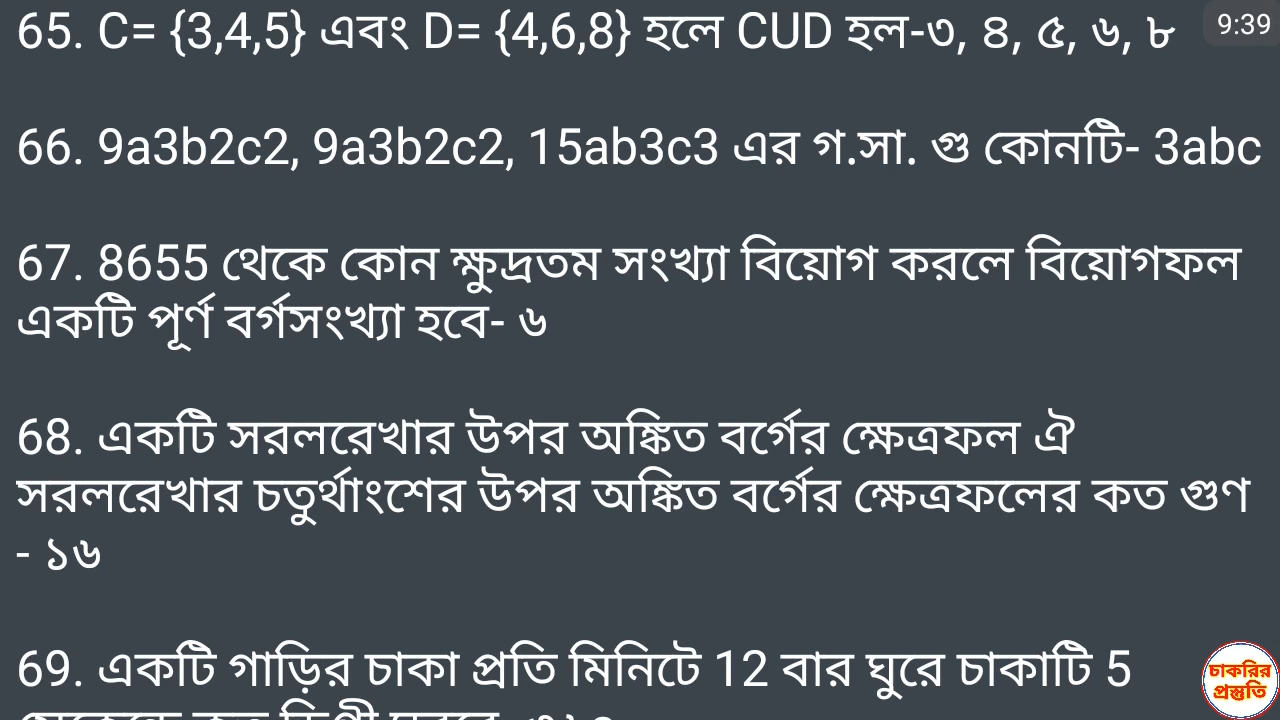 65. C= {3,4,5} এবং D= {4,6,8} হলে CUD হল-৩, ৪, ৫, ৬, ৮
9:39
66. 9a3b2c2, 9a3b2c2, 15ab3c3 এর গ.সা. গু কোনটি- 3abc
67. 8655 থেকে কোন ক্ষুদ্রতম সংখ্যা বিয়োগ করলে বিয়োগফল
একটি পূর্ণ বর্গসংখ্যা হবে- ৬
68. একটি সরলরেখার উপর অঙ্কিত বর্গের ক্ষেত্রফল ঐ
সরলরেখার চতুর্থাংশের উপর অঙ্কিত বর্গের ক্ষেত্রফলের কত গুণ
- ১৬
69. একটি গাড়ির চাকা প্রতি মিনিটে 12 বার ঘুরে চাকাটি 5
চাকরির
প্রস্তুতি